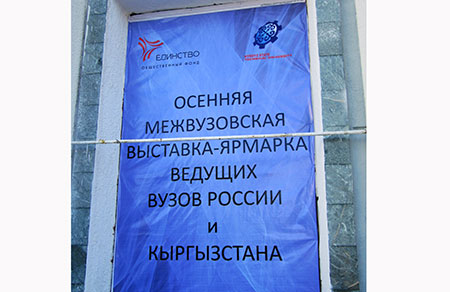 ЕДИНСТВО
ОБЩЕСТВЕННЫЙ ФОНД
ОСЕННЯЯ
МЕЖВУЗОВСКАЯ
ВЫСТАВКА-ЯРМАРКА
ВЕДУЩИХ
ВУЗОВ РОССИИ
и
КЫРГЫЗСТАНА